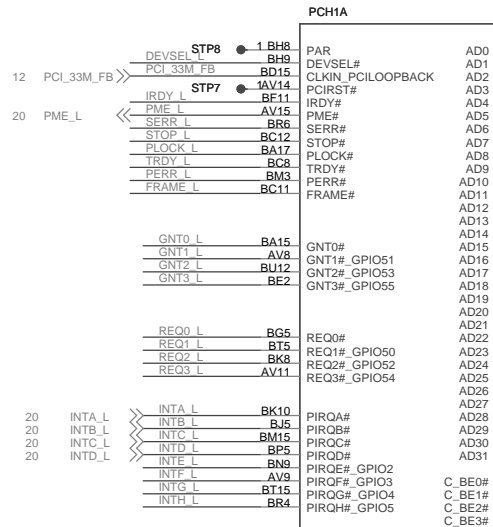 PCH1A
STP8 1 BH8 PAR AD0
DEVSEL_L BH9 DEVSEL# AD1
12 PCI_33M_FB PCI_33M_FB BD15 CLKIN_PCILOOPBACK AD2
STP7 1 AV14 PCIRST# AD3
IRDY_L BF11 IRDY# AD4
20 PME_L PME_L AV15 PME# AD5
SERR_L BR6 SERR# AD6
STOP_L BC12 STOP# AD7
PLOCK_L BA17 PLOCK# AD8
TRDY_L BC8 TRDY# AD9
PERR_L BM3 PERR# AD10
FRAME_L BC11 FRAME# AD11
AD12
AD13
AD14
GNT0_L BA15 GNT0# AD15
GNT1_L AV8 GNT1#_GPIO51 AD16
GNT2_L BU12 GNT2#_GPIO53 AD17
GNT3_L BE2 GNT3#_GPIO55 AD18
AD19
AD20
AD21
REQ0_L BG5 REQ0# AD22
REQ1_L BT5 REQ1#_GPIO50 AD23
REQ2_L BK8 REQ2#_GPIO52 AD24
REQ3_L AV11 REQ3#_GPIO54 AD25
AD26
AD27
20 INTA_L INTA_L BK10 PIRQA# AD28
20 INTB_L INTB_L BJ5 PIRQB# AD29
20 INTC_L INTC_L BM15 PIRQC# AD30
20 INTD_L INTD_L BP5 PIRQD# AD31
INTE_L BN9 PIRQE#_GPIO2
INTF_L AV9 PIRQF#_GPIO3 C_BE0#
INTG_L BT15 PIRQG#_GPIO4 C_BE1#
INTH_L BR4 PIRQH#_GPIO5 C_BE2#
C_BE3#